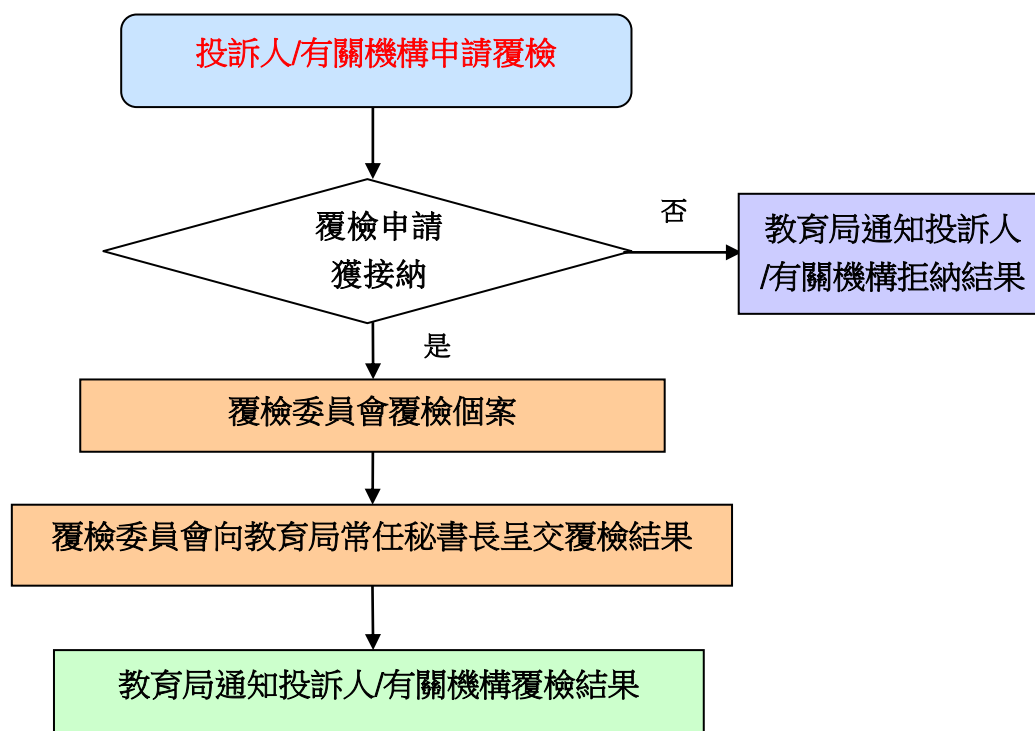 投訴人/有關機構申請覆檢
覆檢申請
獲接納
否
教育局通知投訴人
/有關機構拒納結果
是
覆檢委員會覆檢個案
覆檢委員會向教育局常任秘書長呈交覆檢結果
教育局通知投訴人/有關機構覆檢結果